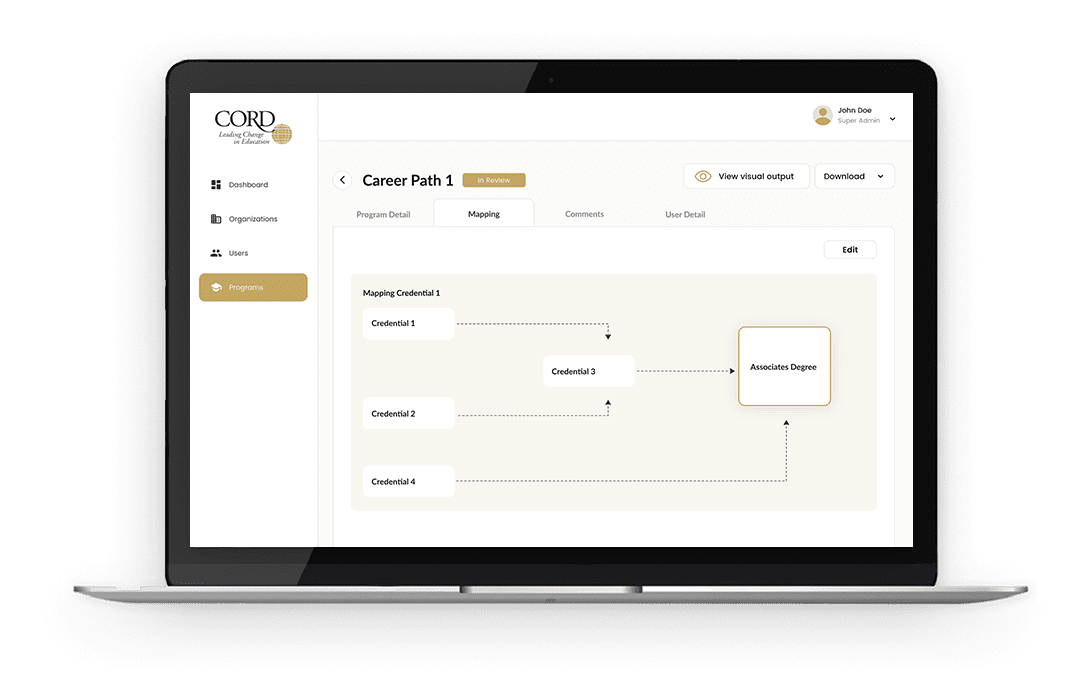 CORD
Leading Change
in Education
John Doe
Super Admin
Dashboard
Organizations
Users
Programs
Career Path 1
In Review
View visual output
Download
Program Detail
Mapping
Comments
User Detail
Edit
Mapping Credential 1
Credential 1
Credential 3
Associates Degree
Credential 2
Credential 4